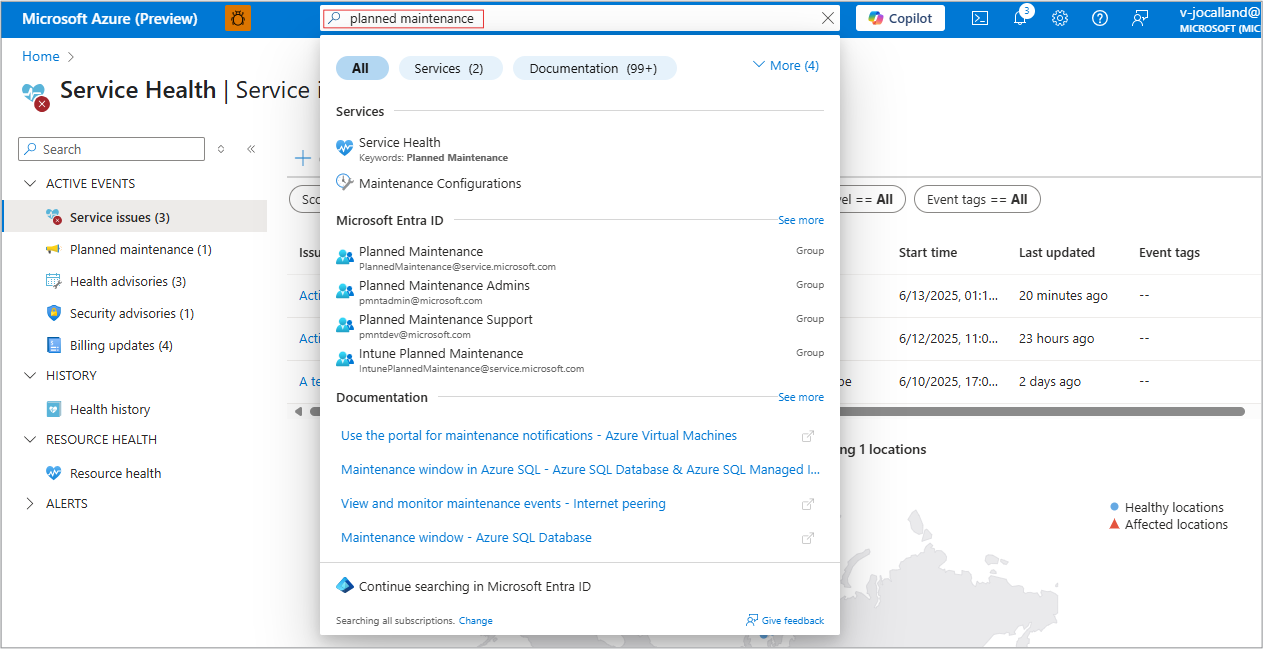 Microsoft Azure (Preview)
planned maintenance
Copilot
3
v-jocalland@
MICROSOFT (MIC
Home
Service Health | Service i
Search
ACTIVE EVENTS
Service issues (3)
Planned maintenance (1)
Health advisories (3)
Security advisories (1)
Billing updates (4)
HISTORY
Health history
RESOURCE HEALTH
Resource health
ALERTS
All
Services (2)
Documentation (99+)
More (4)
Services
Service Health
Keywords: Planned Maintenance
Maintenance Configurations
Microsoft Entra ID
See more
Planned Maintenance
Group
PlannedMaintenance@service.microsoft.com
Planned Maintenance Admins
Group
pmntadmin@microsoft.com
Planned Maintenance Support
Group
pmntdev@microsoft.com
Intune Planned Maintenance
Group
IntunePlannedMaintenance@service.microsoft.com
Documentation
See more
Use the portal for maintenance notifications - Azure Virtual Machines
Maintenance window in Azure SQL - Azure SQL Database & Azure SQL Managed I...
View and monitor maintenance events - Internet peering
Maintenance window - Azure SQL Database
Continue searching in Microsoft Entra ID
Searching all subscriptions. Change
Give feedback
Sco
vel == All
Event tags == All
Issu
Start time
Last updated
Event tags
Acti
6/13/2025, 01:1...
20 minutes ago
--
Acti
6/12/2025, 11:0...
23 hours ago
--
A te
pe
6/10/2025, 17:0...
2 days ago
--
ng 1 locations
Healthy locations
Affected locations